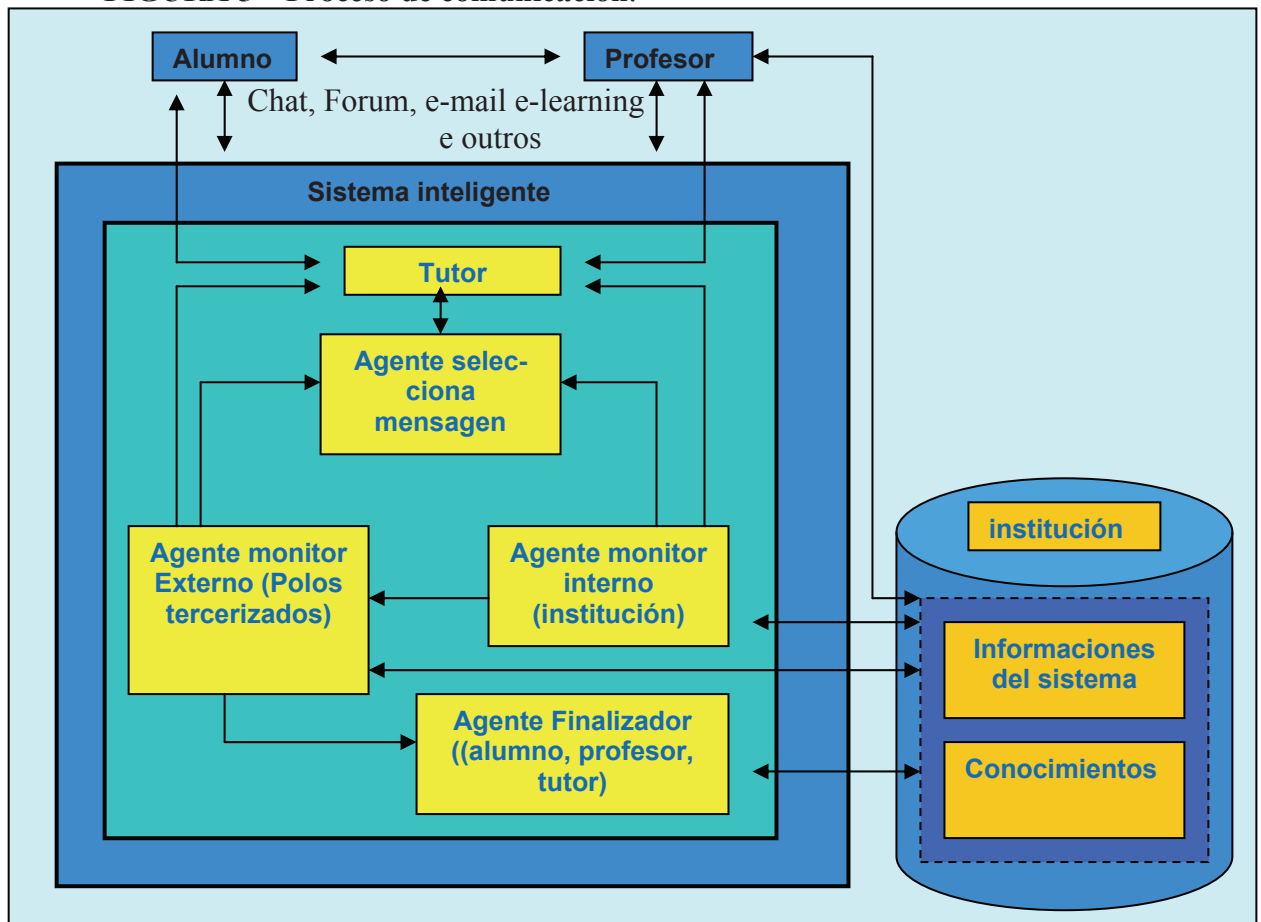 Alumno
Profesor
Chat, Forum, e-mail e-learning
e outros
Sistema inteligente
Tutor
Agente selec-
ciona
mensagen
Agente monitor
Externo (Polos
tercerizados)
Agente monitor
interno
(institución)
Agente Finalizador
((alumno, profesor,
tutor)
institución
Informaciones
del sistema
Conocimientos